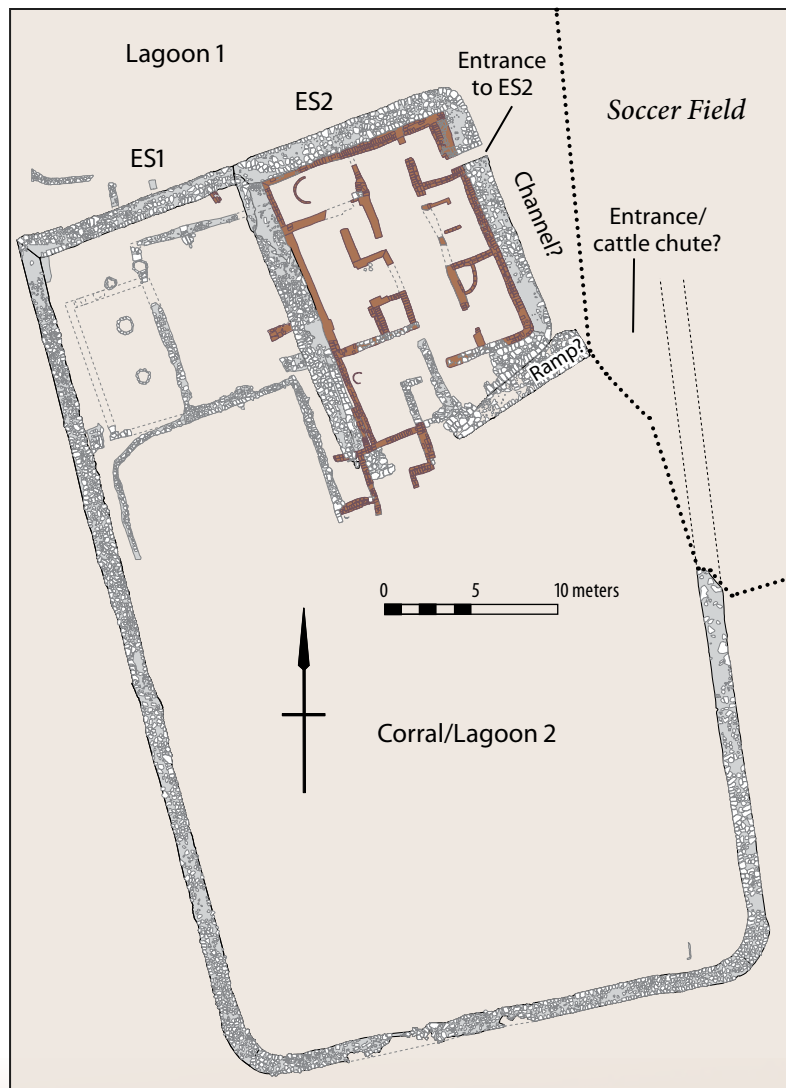 Lagoon 1
ES2
Entrance
to ES2
Soccer Field
ES1
Channel?
Entrance/
cattle chute?
Ramp?
0 5 10 meters
Corral/Lagoon 2